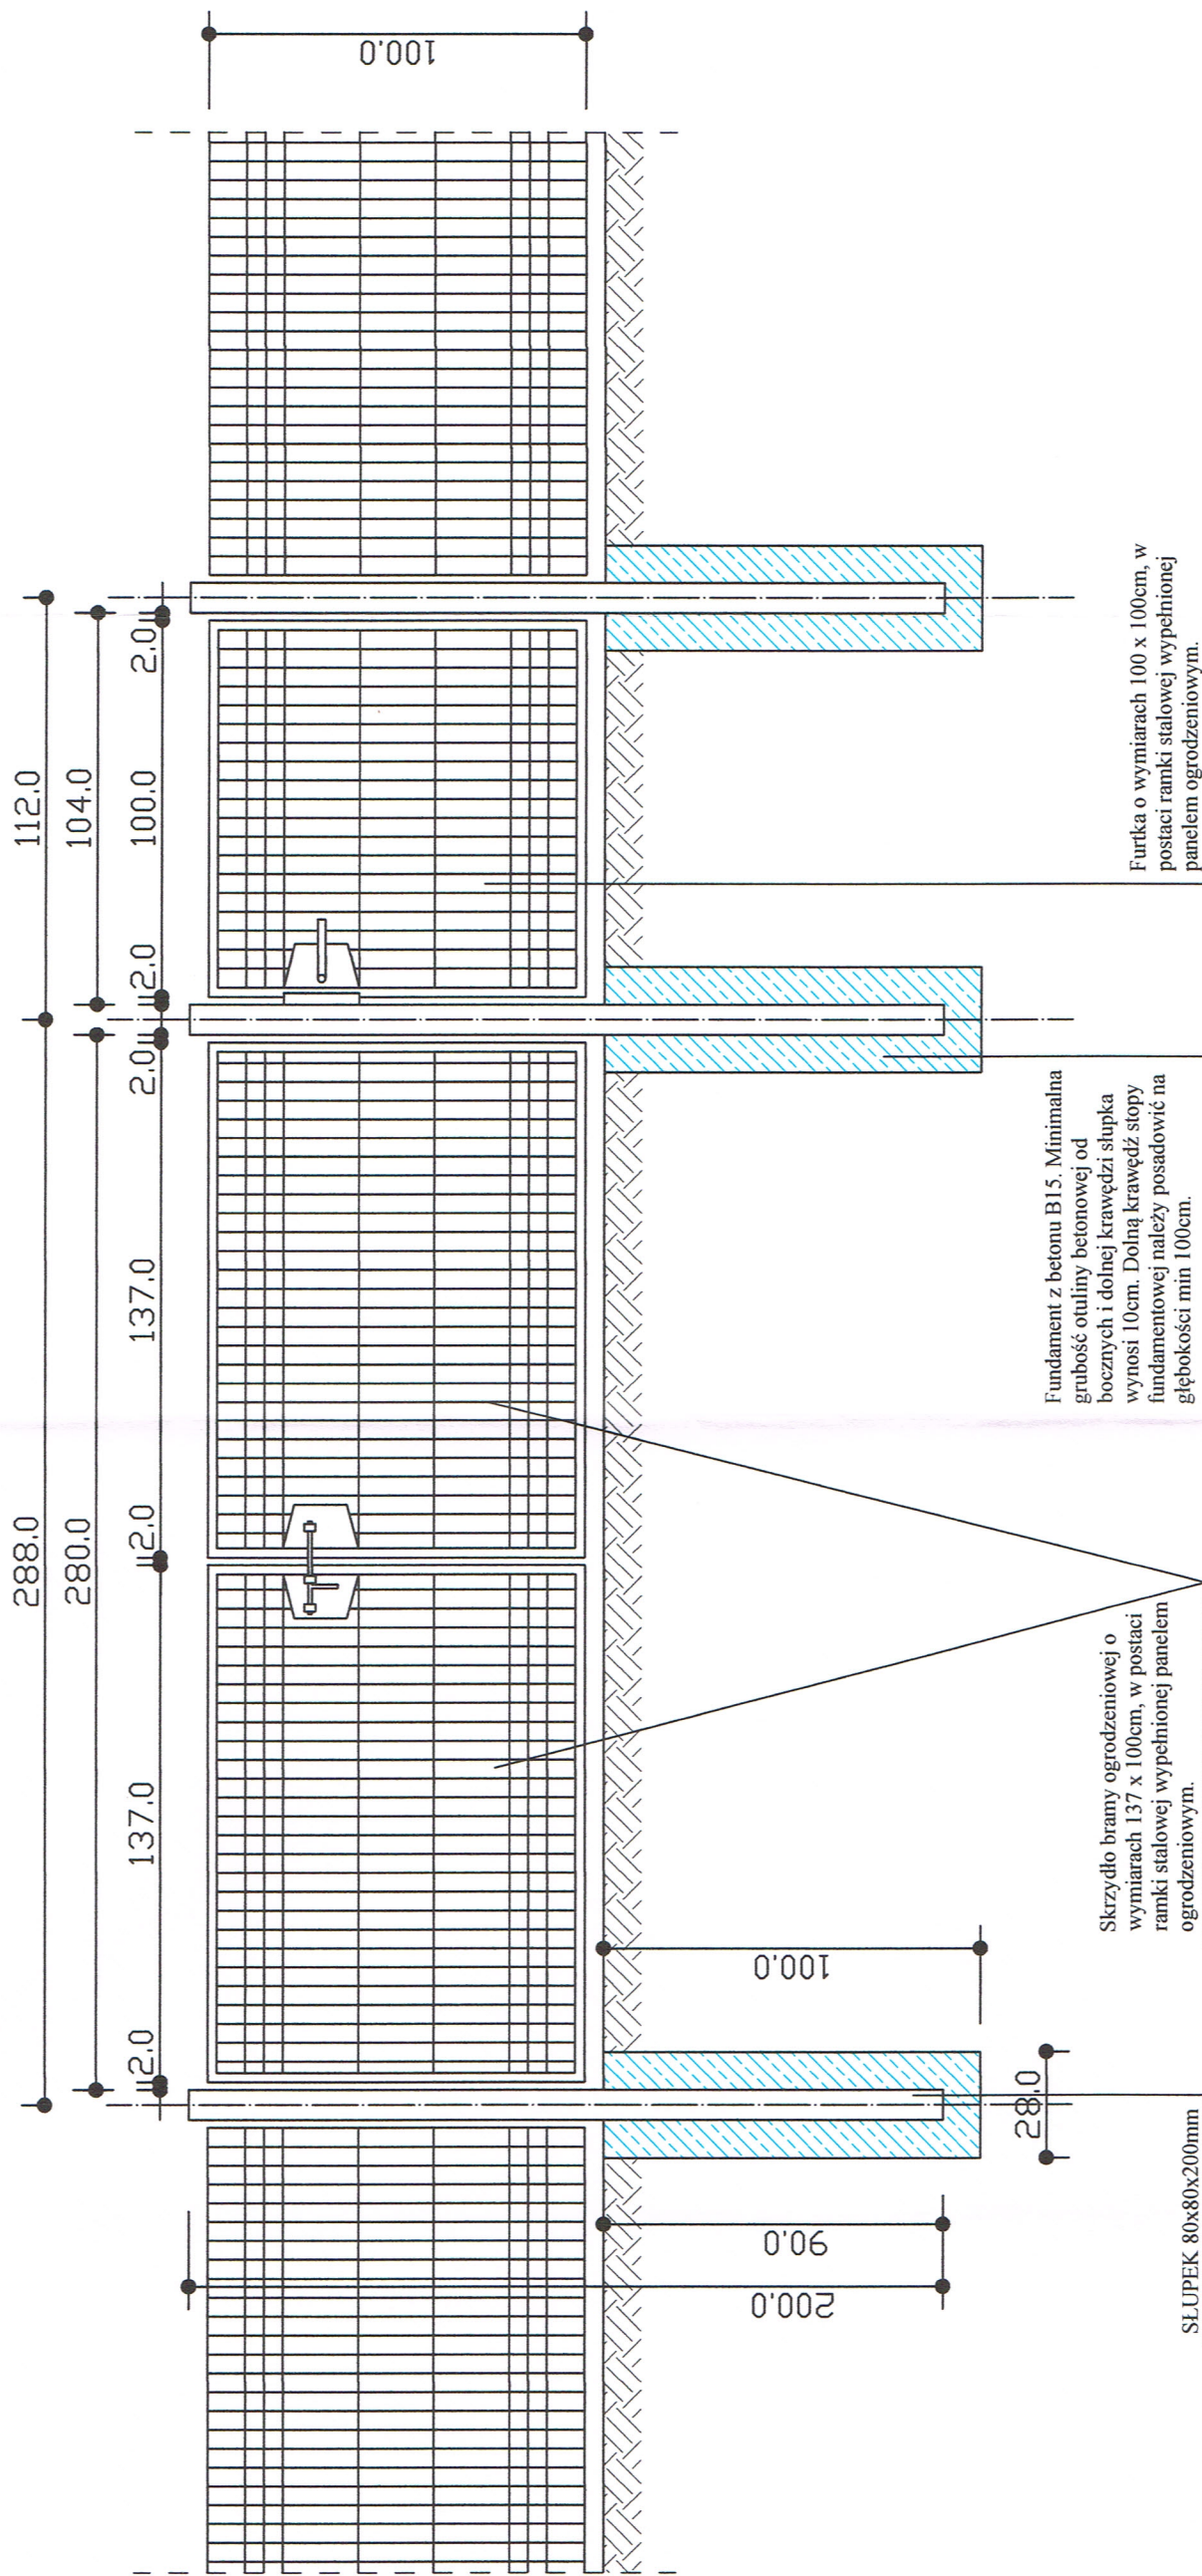 288.0
112.0
280.0
104.0
2.0
137.0
2.0
137.0
2.0
2.0
100.0
2.0
100.0
200.0
90.0
28.0
100.0
SŁUPEK 80x80x200mm
Skrzydło bramy ogrodzeniowej o
wymiarach 137 x 100cm, w postaci
ramki stalowej wypełnionej panelem
ogrodzeniowym.
Fundament z betonu B15. Minimalna
grubość otuliny betonowej od
bocznych i dolnej krawędzi słupka
wynosi 10cm. Dolną krawędź stopy
fundamentowej należy posadowić na
głębokości min 100cm.
Furtka o wymiarach 100 x 100cm, w
postaci ramki stalowej wypełnionej
panelem ogrodzeniowym.